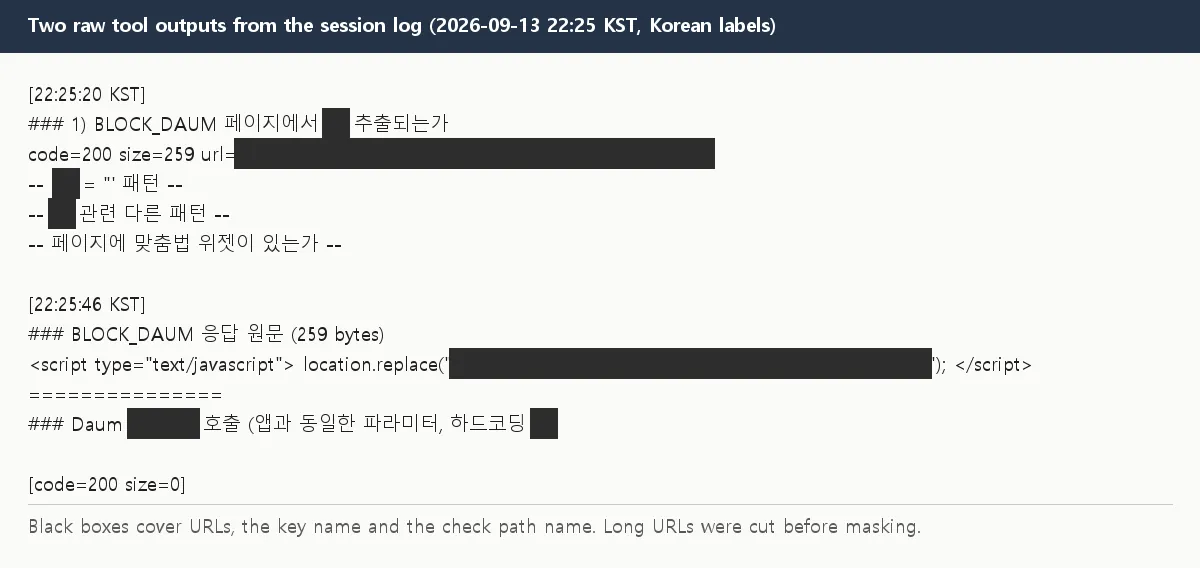 Two raw tool outputs from the session log (2026-09-13 22:25 KST, Korean labels)
[22:25:20 KST]
### 1) BLOCK_DAUM 페이지에서 추출되는가
code=200 size=259 url=
-- = "' 패턴 --
-- 관련 다른 패턴 --
-- 페이지에 맞춤법 위젯이 있는가 --
[22:25:46 KST]
### BLOCK_DAUM 응답 원문 (259 bytes)
<script type="text/javascript"> location.replace(" "); </script>
===============
### Daum 호출 (앱과 동일한 파라미터, 하드코딩
[code=200 size=0]
Black boxes cover URLs, the key name and the check path name. Long URLs were cut before masking.